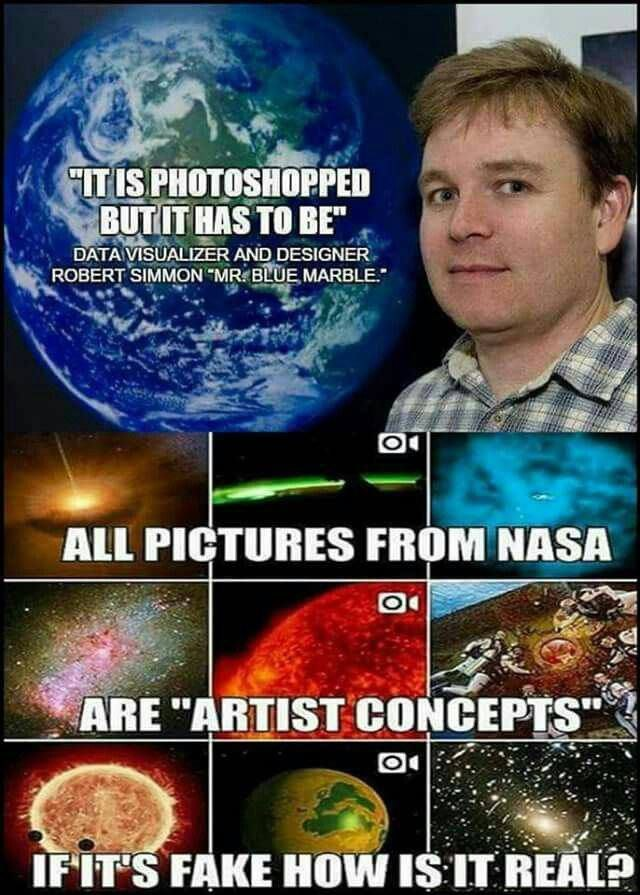 "IT IS PHOTOSHOPPED
BUT IT HAS TO BE"
DATA VISUALIZER AND DESIGNER
ROBERT SIMMON "MR. BLUE MARBLE."
ALL PICTURES FROM NASA
ARE "ARTIST CONCEPTS"
IF IT'S FAKE HOW IS IT REAL?